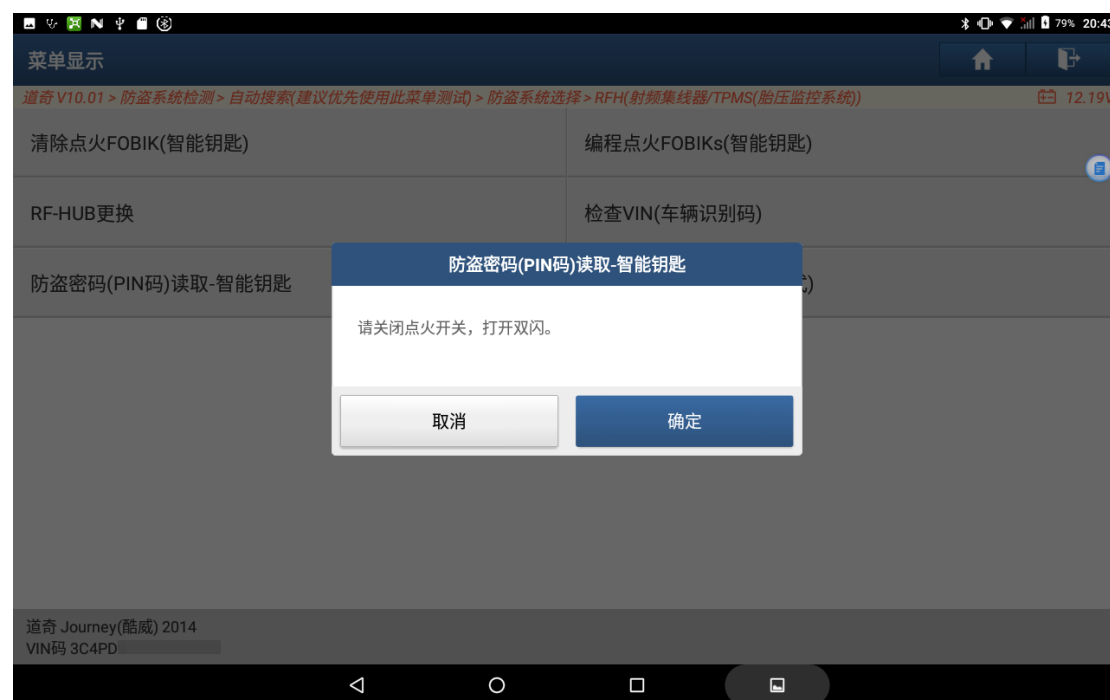 79% 20:43
菜单显示
道奇 V10.01 > 防盗系统检测 > 自动搜索(建议优先使用此菜单测试) > 防盗系统选择 > RFH(射频集线器/TPMS(胎压监控系统)) 12.19V
清除点火FOBIK(智能钥匙) 编程点火FOBIKs(智能钥匙)
RF-HUB更换 检查VIN(车辆识别码)
防盗密码(PIN码)读取-智能钥匙
防盗密码(PIN码)读取-智能钥匙
请关闭点火开关，打开双闪。
取消 确定
道奇 Journey(酷威) 2014
VIN码 3C4PD